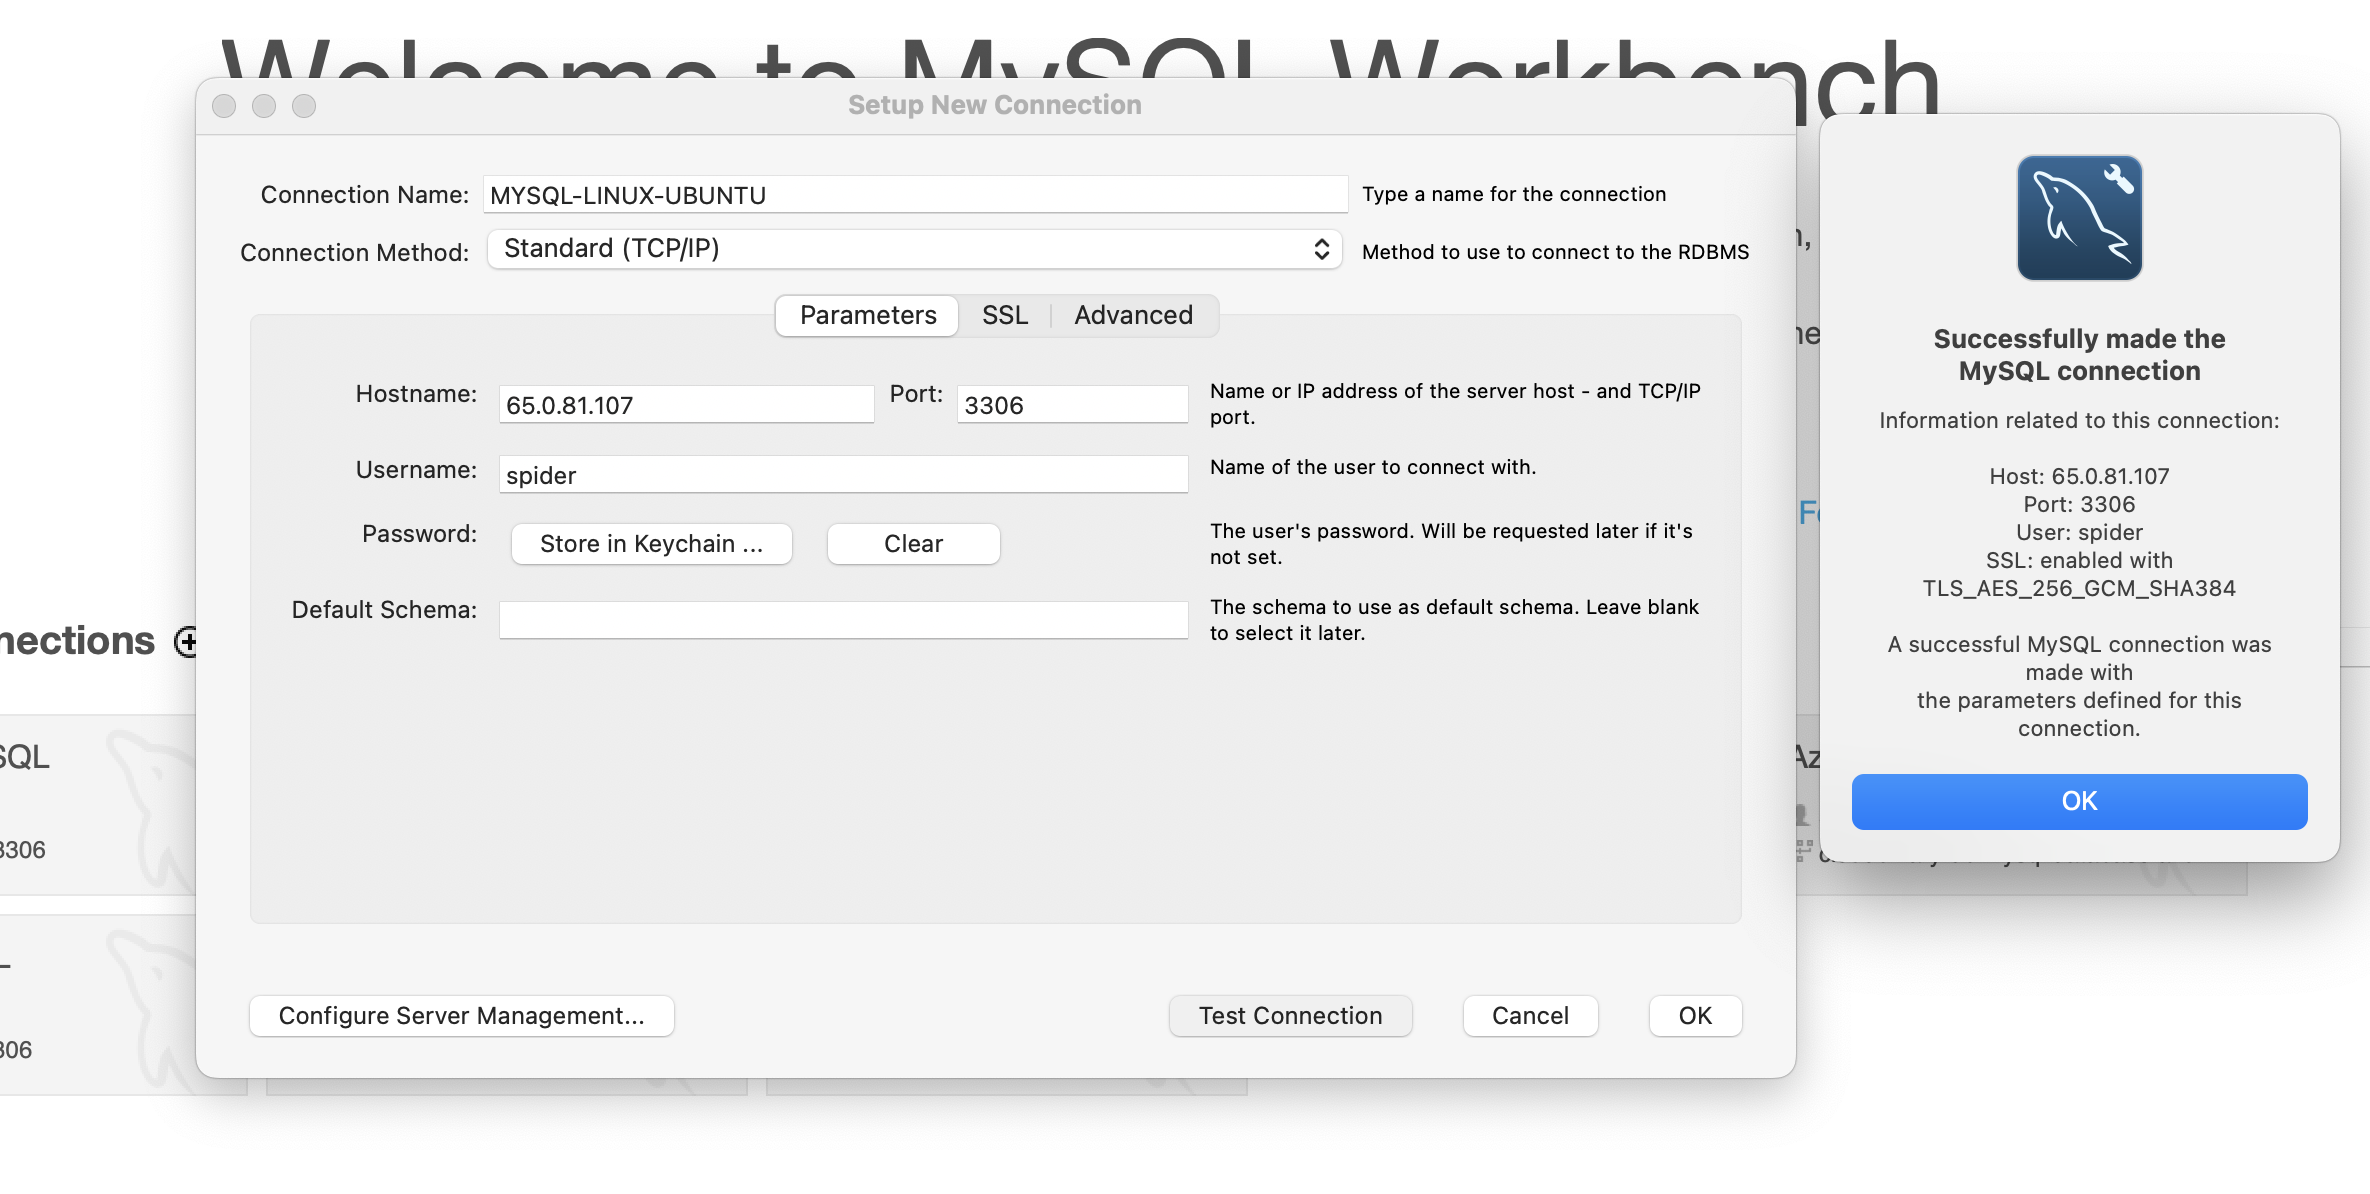 Welcome to MySQL Workbench
Setup New Connection
Connection Name: MYSQL-LINUX-UBUNTU Type a name for the connection
Connection Method: Standard (TCP/IP) Method to use to connect to the RDBMS
Parameters SSL Advanced
Hostname: 65.0.81.107 Port: 3306 Name or IP address of the server host - and TCP/IP
port.
Username: spider Name of the user to connect with.
Password: Store in Keychain ... Clear The user's password. Will be requested later if it's
not set.
Default Schema: The schema to use as default schema. Leave blank
to select it later.
Configure Server Management... Test Connection Cancel OK
Successfully made the
MySQL connection
Information related to this connection:
Host: 65.0.81.107
Port: 3306
User: spider
SSL: enabled with
TLS_AES_256_GCM_SHA384
A successful MySQL connection was
made with
the parameters defined for this
connection.
OK
nections
SQL
3306
306
Az